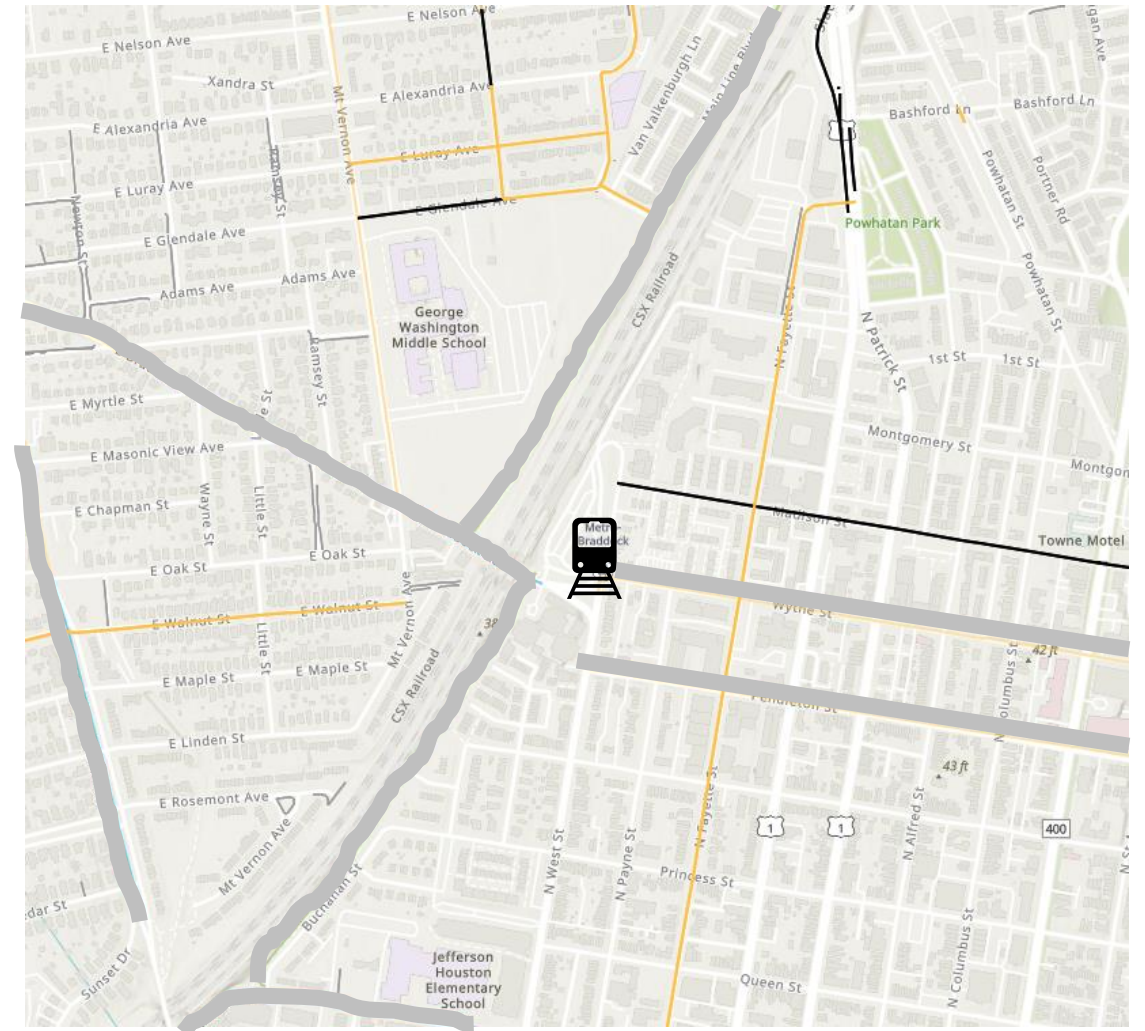 E Nelson Ave
E Nelson Ave
Xandra St
E Alexandria Ave
Mt Vernon Ave
Van Valkenburgh Ln
Main Line Blvd
Bashford Ln
Bashford Ln
E Alexandria Ave
E Luray Ave
Ramsey St
1
Powhatan St
Portner Rd
E Luray Ave
E Glendale Ave
Newton St
E Glendale Ave
Powhatan Park
Adams Ave
Adams Ave
CSX Railroad
Powhatan St
George
Washington
Middle School
N Fayette St
N Patrick St
1st St
1st St
Ramsey St
E Myrtle St
Montgomery St
E Masonic View Ave
Wayne St
Little St
E Chapman St
Madison St
Towne Motel
E Oak St
E Oak St
Braddock
E Walnut St
E Walnut St
Mt Vernon Ave
Wythe St
Little St
38
42 ft
E Maple St
E Maple St
CSX Railroad
Pendleton St
E Linden St
43 ft
E Rosemont Ave
N Fayette St
Mt Vernon Ave
1
1
N Alfred St
400
N West St
N Payne St
Princess St
Buchanan St
Sunset Dr
Jefferson
Houston
Elementary
School
Queen St
N Columbus St